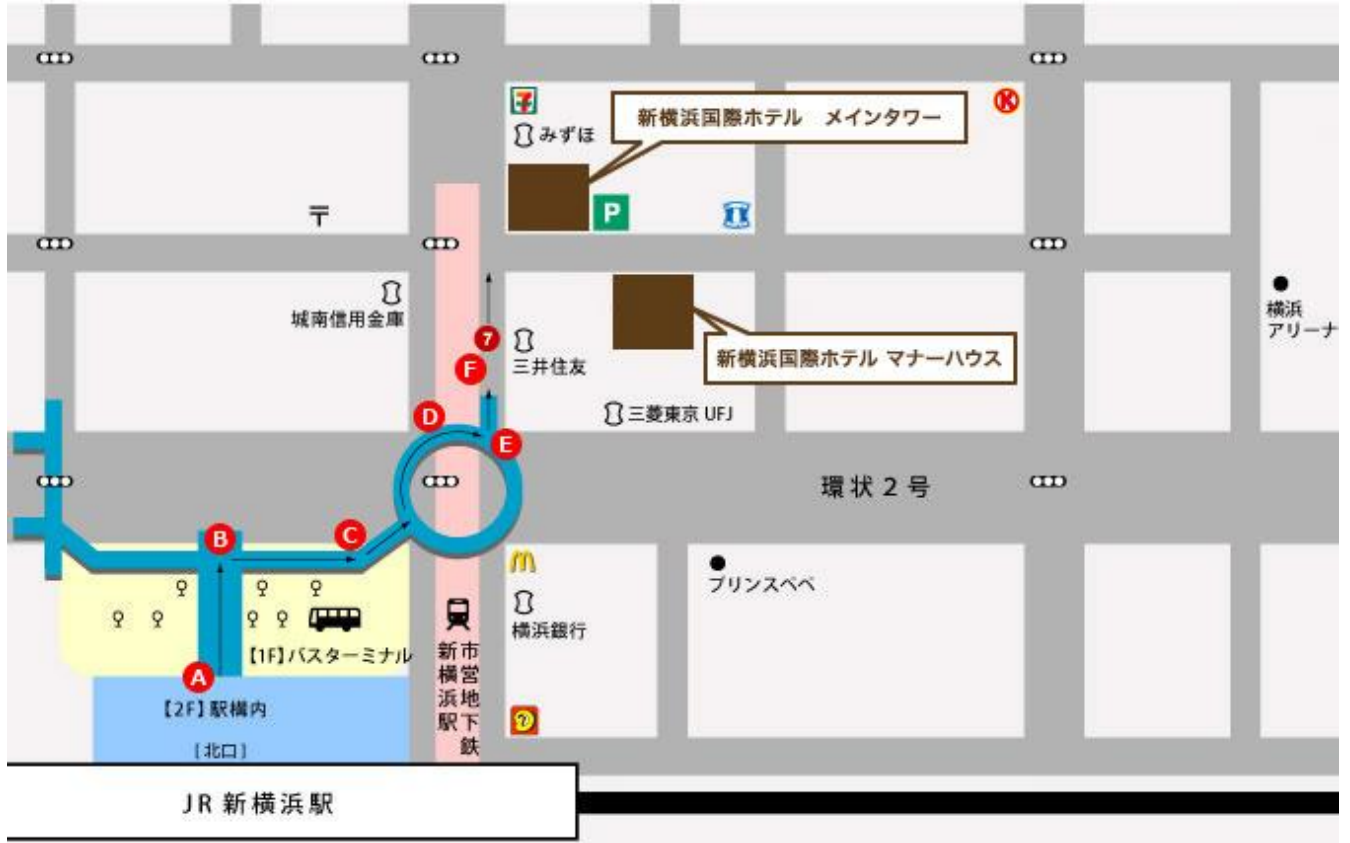 みずほ
新横浜国際ホテル メインタワー
〒
P
城南信用金庫
7
三井住友
F
新横浜国際ホテル マナーハウス
横浜
アリーナ
D
三菱東京 UFJ
E
環状2号
B
C
プリンスペペ
横浜銀行
【1F】バスターミナル
市営地下鉄
新横浜駅
A
【2F】駅構内
[北口]
JR 新横浜駅
7
K